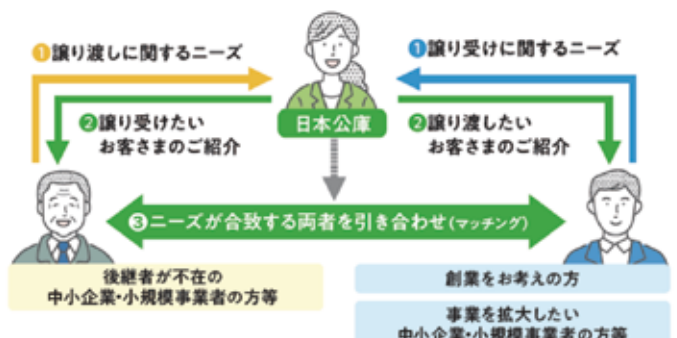 ❶譲り渡しに関するニーズ
❶譲り受けに関するニーズ
❷譲り受けたい
お客さまのご紹介
日本公庫
❷譲り渡したい
お客さまのご紹介
❸ニーズが合致する両者を引き合わせ(マッチング)
後継者が不在の
中小企業・小規模事業者の方等
創業をお考えの方
事業を拡大したい
中小企業・小規模事業者の方等